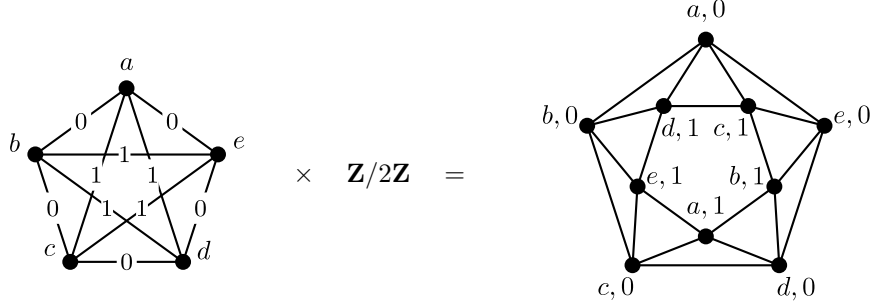 a
b
e
c
d
0
0
1
1
1
0
1
1
0
0
× Z/2Z =
a, 0
b, 0
e, 0
d, 1
c, 1
e, 1
b, 1
a, 1
c, 0
d, 0